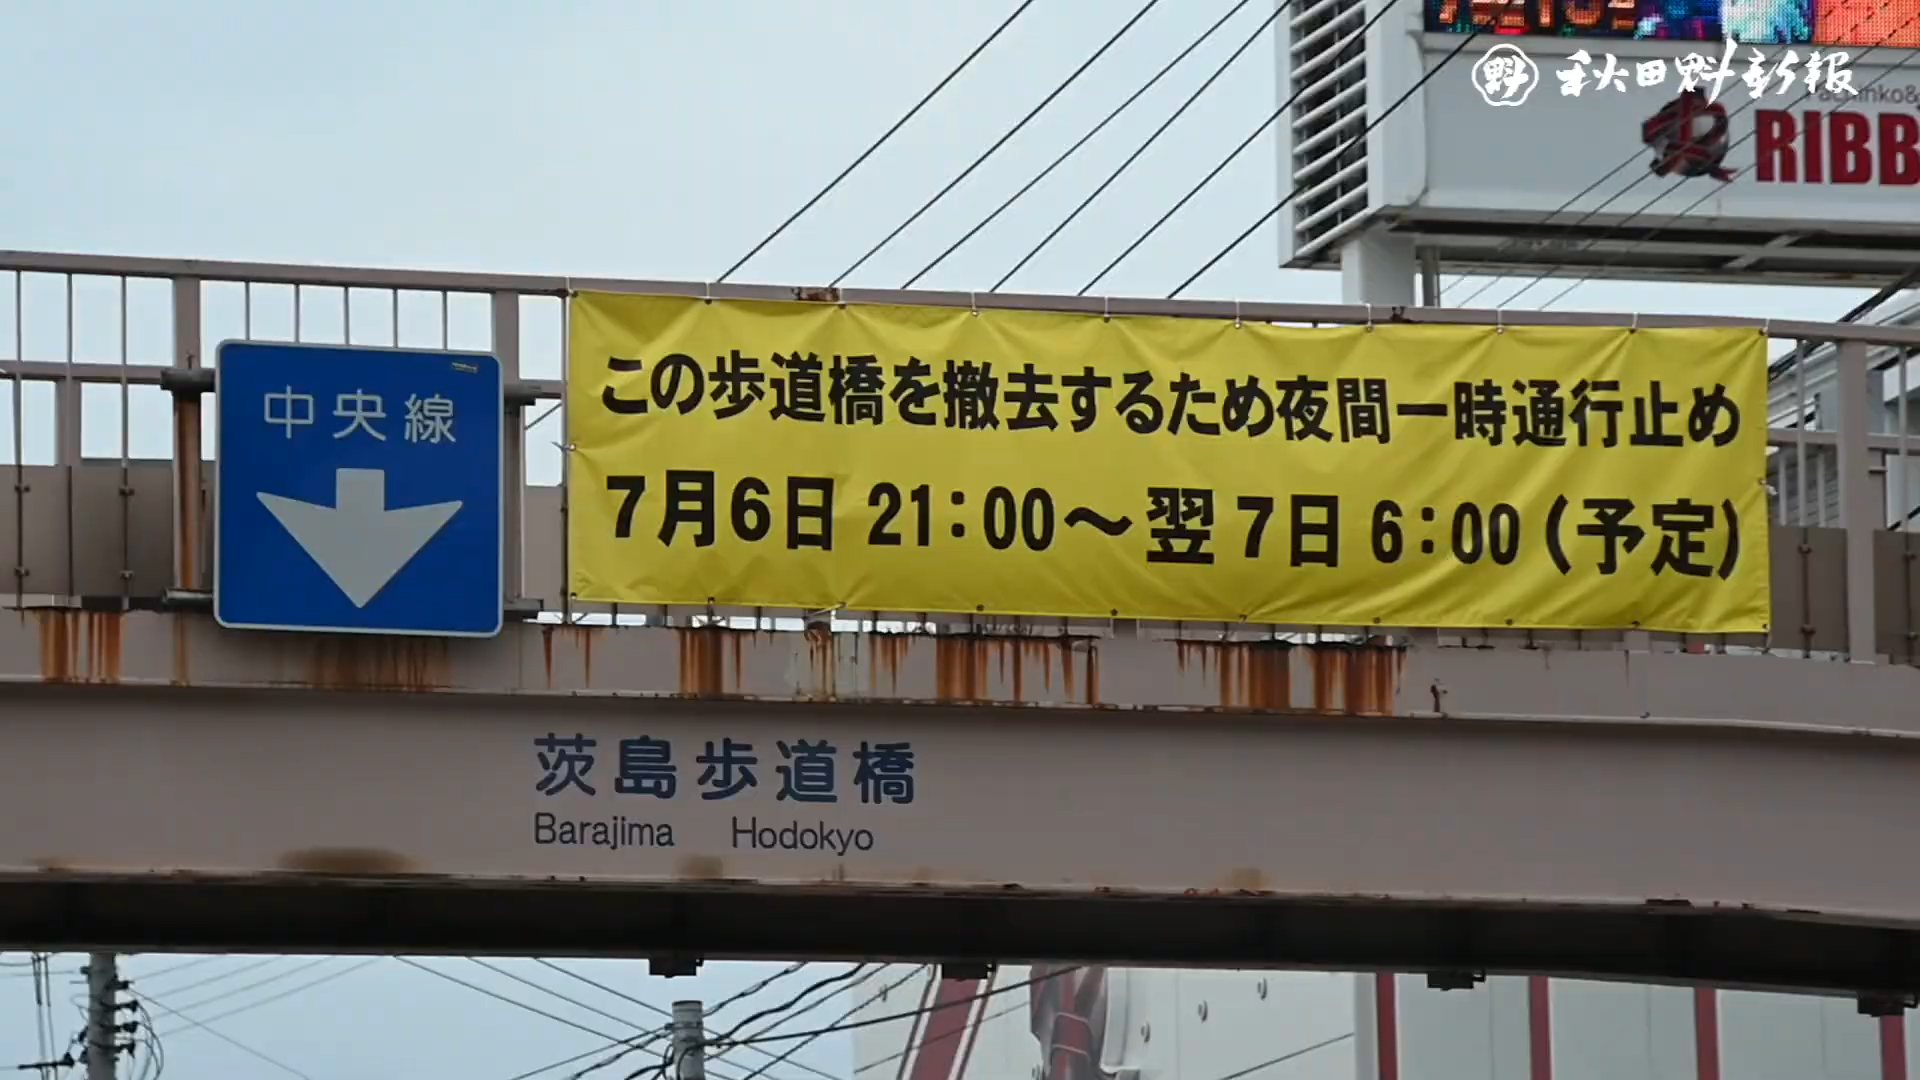 秋田魁新報
RIBB
中央線
この歩道橋を撤去するため夜間一時通行止め
7月6日 21:00～翌7日 6:00(予定)
茨島歩道橋
Barajima Hodokyo